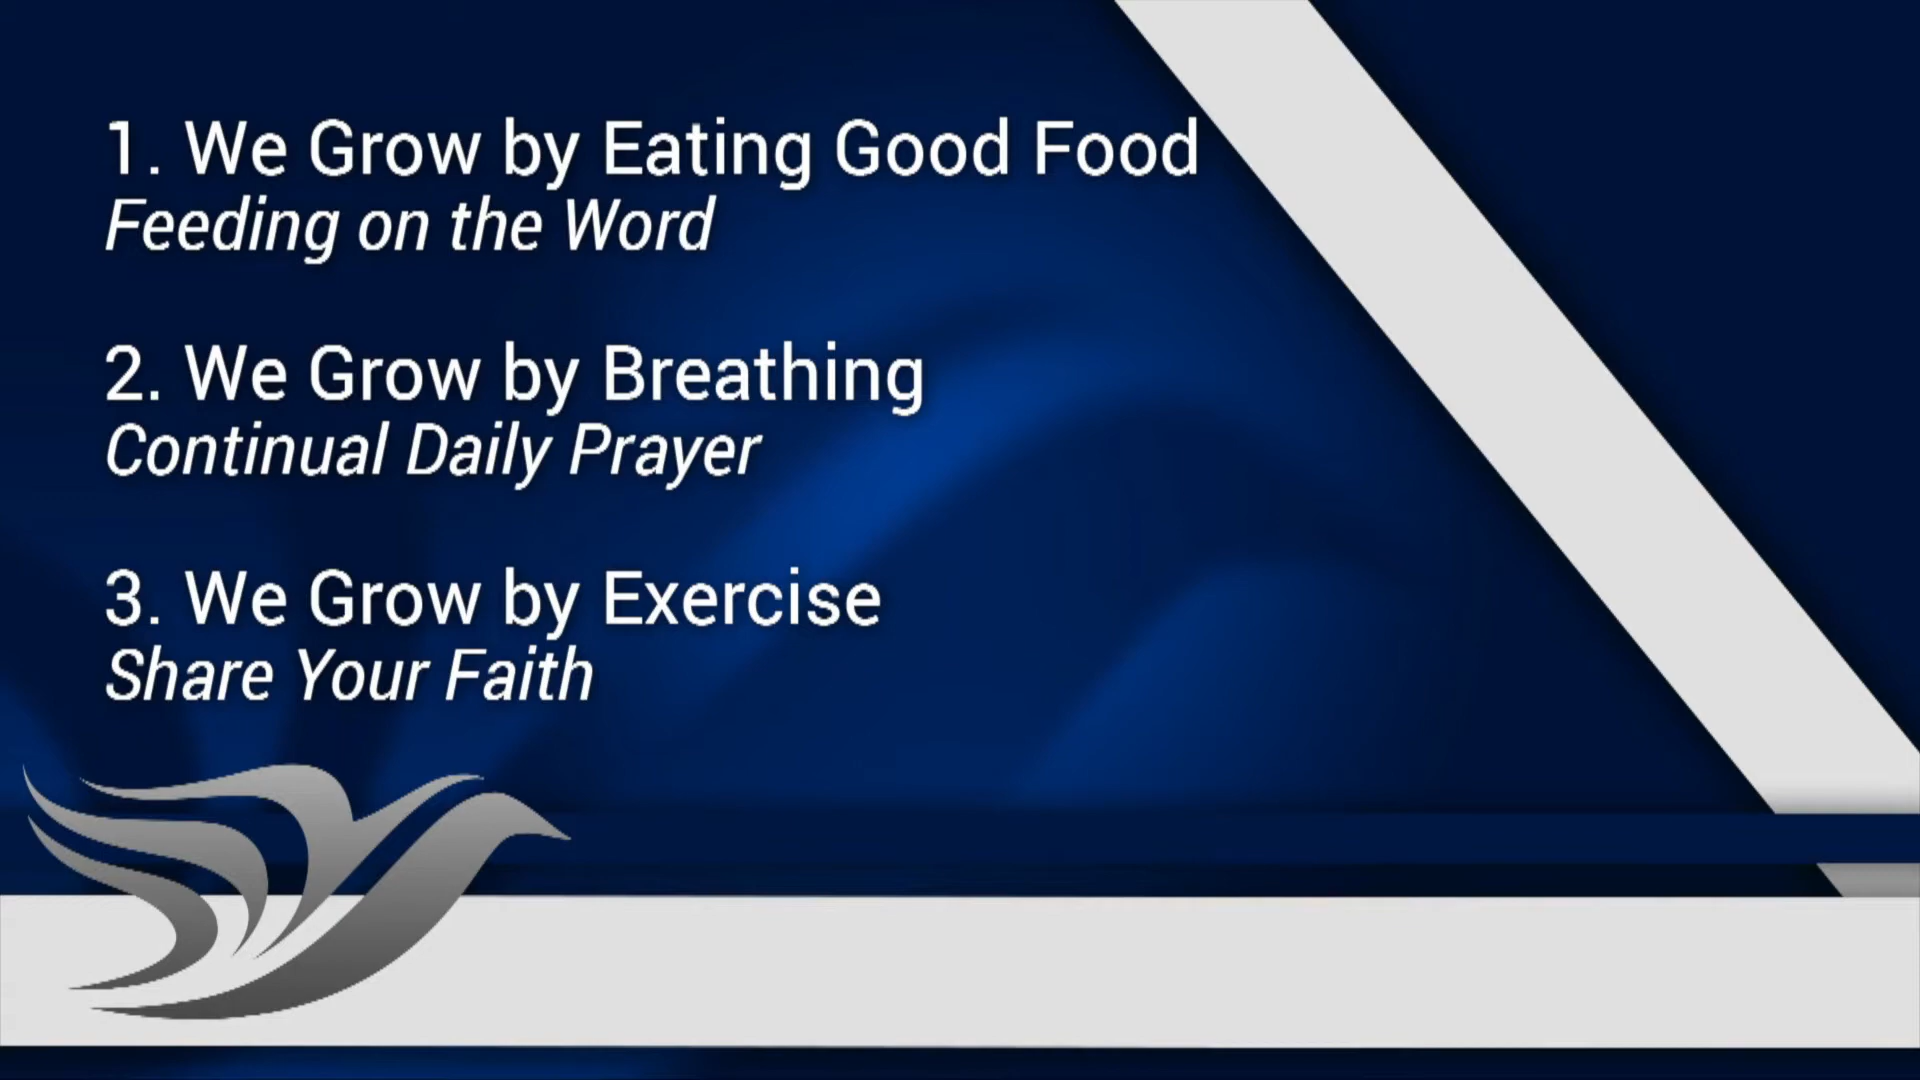 1. We Grow by Eating Good Food
Feeding on the Word
2. We Grow by Breathing
Continual Daily Prayer
3. We Grow by Exercise
Share Your Faith